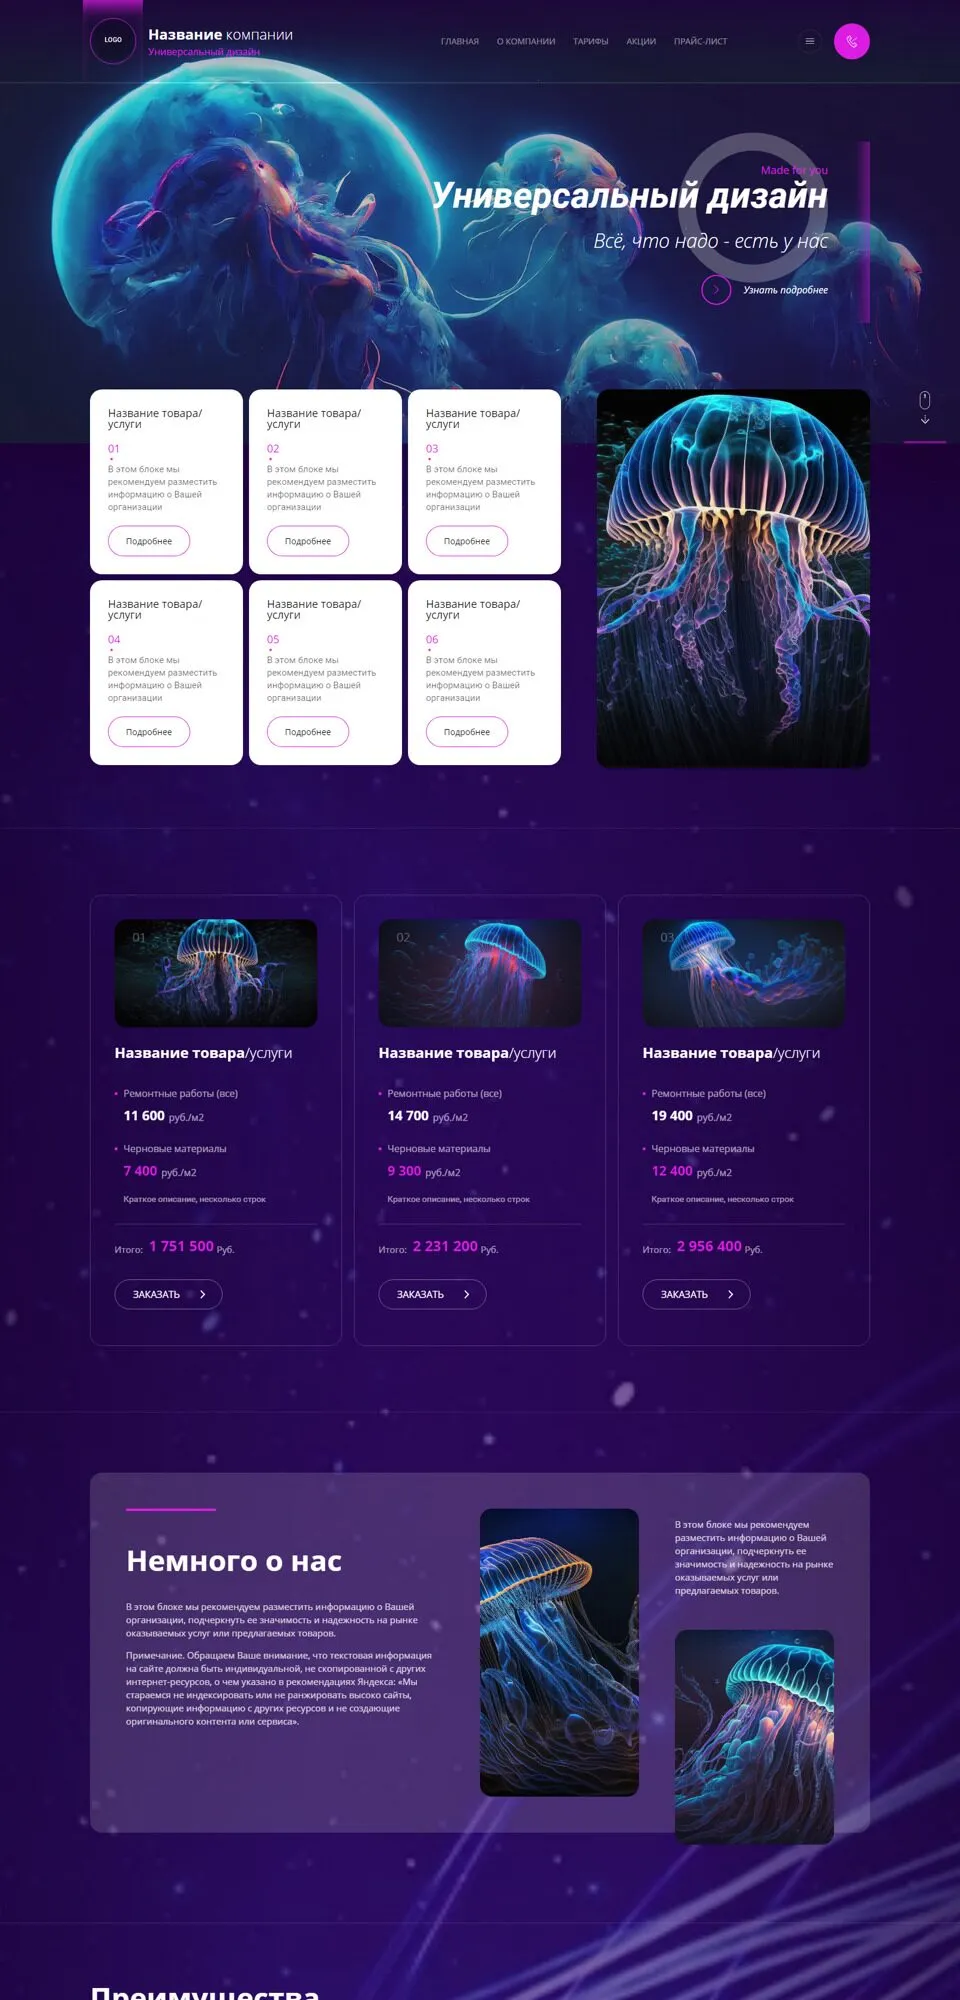 LOGO
Название компании
Универсальный дизайн
ГЛАВНАЯ О КОМПАНИИ ТАРИФЫ АКЦИИ ПРАЙС-ЛИСТ
Made for you
Универсальный дизайн
Всё, что надо - есть у нас
Узнать подробнее
Название товара/
услуги
01
В этом блоке мы
рекомендуем разместить
информацию о Вашей
организации
Подробнее
Название товара/
услуги
02
В этом блоке мы
рекомендуем разместить
информацию о Вашей
организации
Подробнее
Название товара/
услуги
03
В этом блоке мы
рекомендуем разместить
информацию о Вашей
организации
Подробнее
Название товара/
услуги
04
В этом блоке мы
рекомендуем разместить
информацию о Вашей
организации
Подробнее
Название товара/
услуги
05
В этом блоке мы
рекомендуем разместить
информацию о Вашей
организации
Подробнее
Название товара/
услуги
06
В этом блоке мы
рекомендуем разместить
информацию о Вашей
организации
Подробнее
01
Название товара/услуги
Ремонтные работы (все)
11 600 руб./м2
Черновые материалы
7 400 руб./м2
Краткое описание, несколько строк
Итого: 1 751 500 Руб.
ЗАКАЗАТЬ
02
Название товара/услуги
Ремонтные работы (все)
14 700 руб./м2
Черновые материалы
9 300 руб./м2
Краткое описание, несколько строк
Итого: 2 231 200 Руб.
ЗАКАЗАТЬ
03
Название товара/услуги
Ремонтные работы (все)
19 400 руб./м2
Черновые материалы
12 400 руб./м2
Краткое описание, несколько строк
Итого: 2 956 400 Руб.
ЗАКАЗАТЬ
Немного о нас
В этом блоке мы рекомендуем разместить информацию о Вашей
организации, подчеркнуть ее значимость и надежность на рынке
оказываемых услуг или предлагаемых товаров.
Примечание. Обращаем Ваше внимание, что текстовая информация
на сайте должна быть индивидуальной, не скопированной с других
интернет-ресурсов, о чем указано в рекомендациях Яндекса: «Мы
стараемся не индексировать или не ранжировать высоко сайты,
копирующие информацию с других ресурсов и не создающие
оригинального контента или сервиса».
В этом блоке мы рекомендуем
разместить информацию о Вашей
организации, подчеркнуть ее
значимость и надежность на рынке
оказываемых услуг или
предлагаемых товаров.
Преимущества